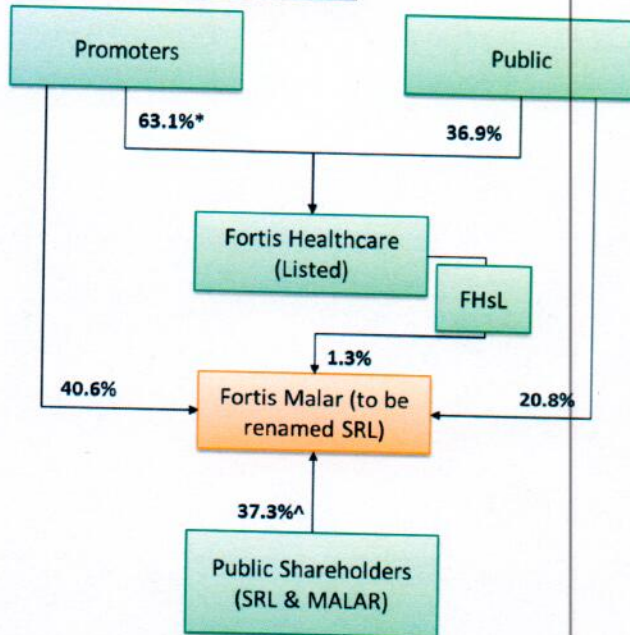 Promoters
Public
63.1%*
36.9%
Fortis Healthcare
(Listed)
FHsL
1.3%
40.6%
Fortis Malar (to be
renamed SRL)
20.8%
37.3%^
Public Shareholders
(SRL & MALAR)